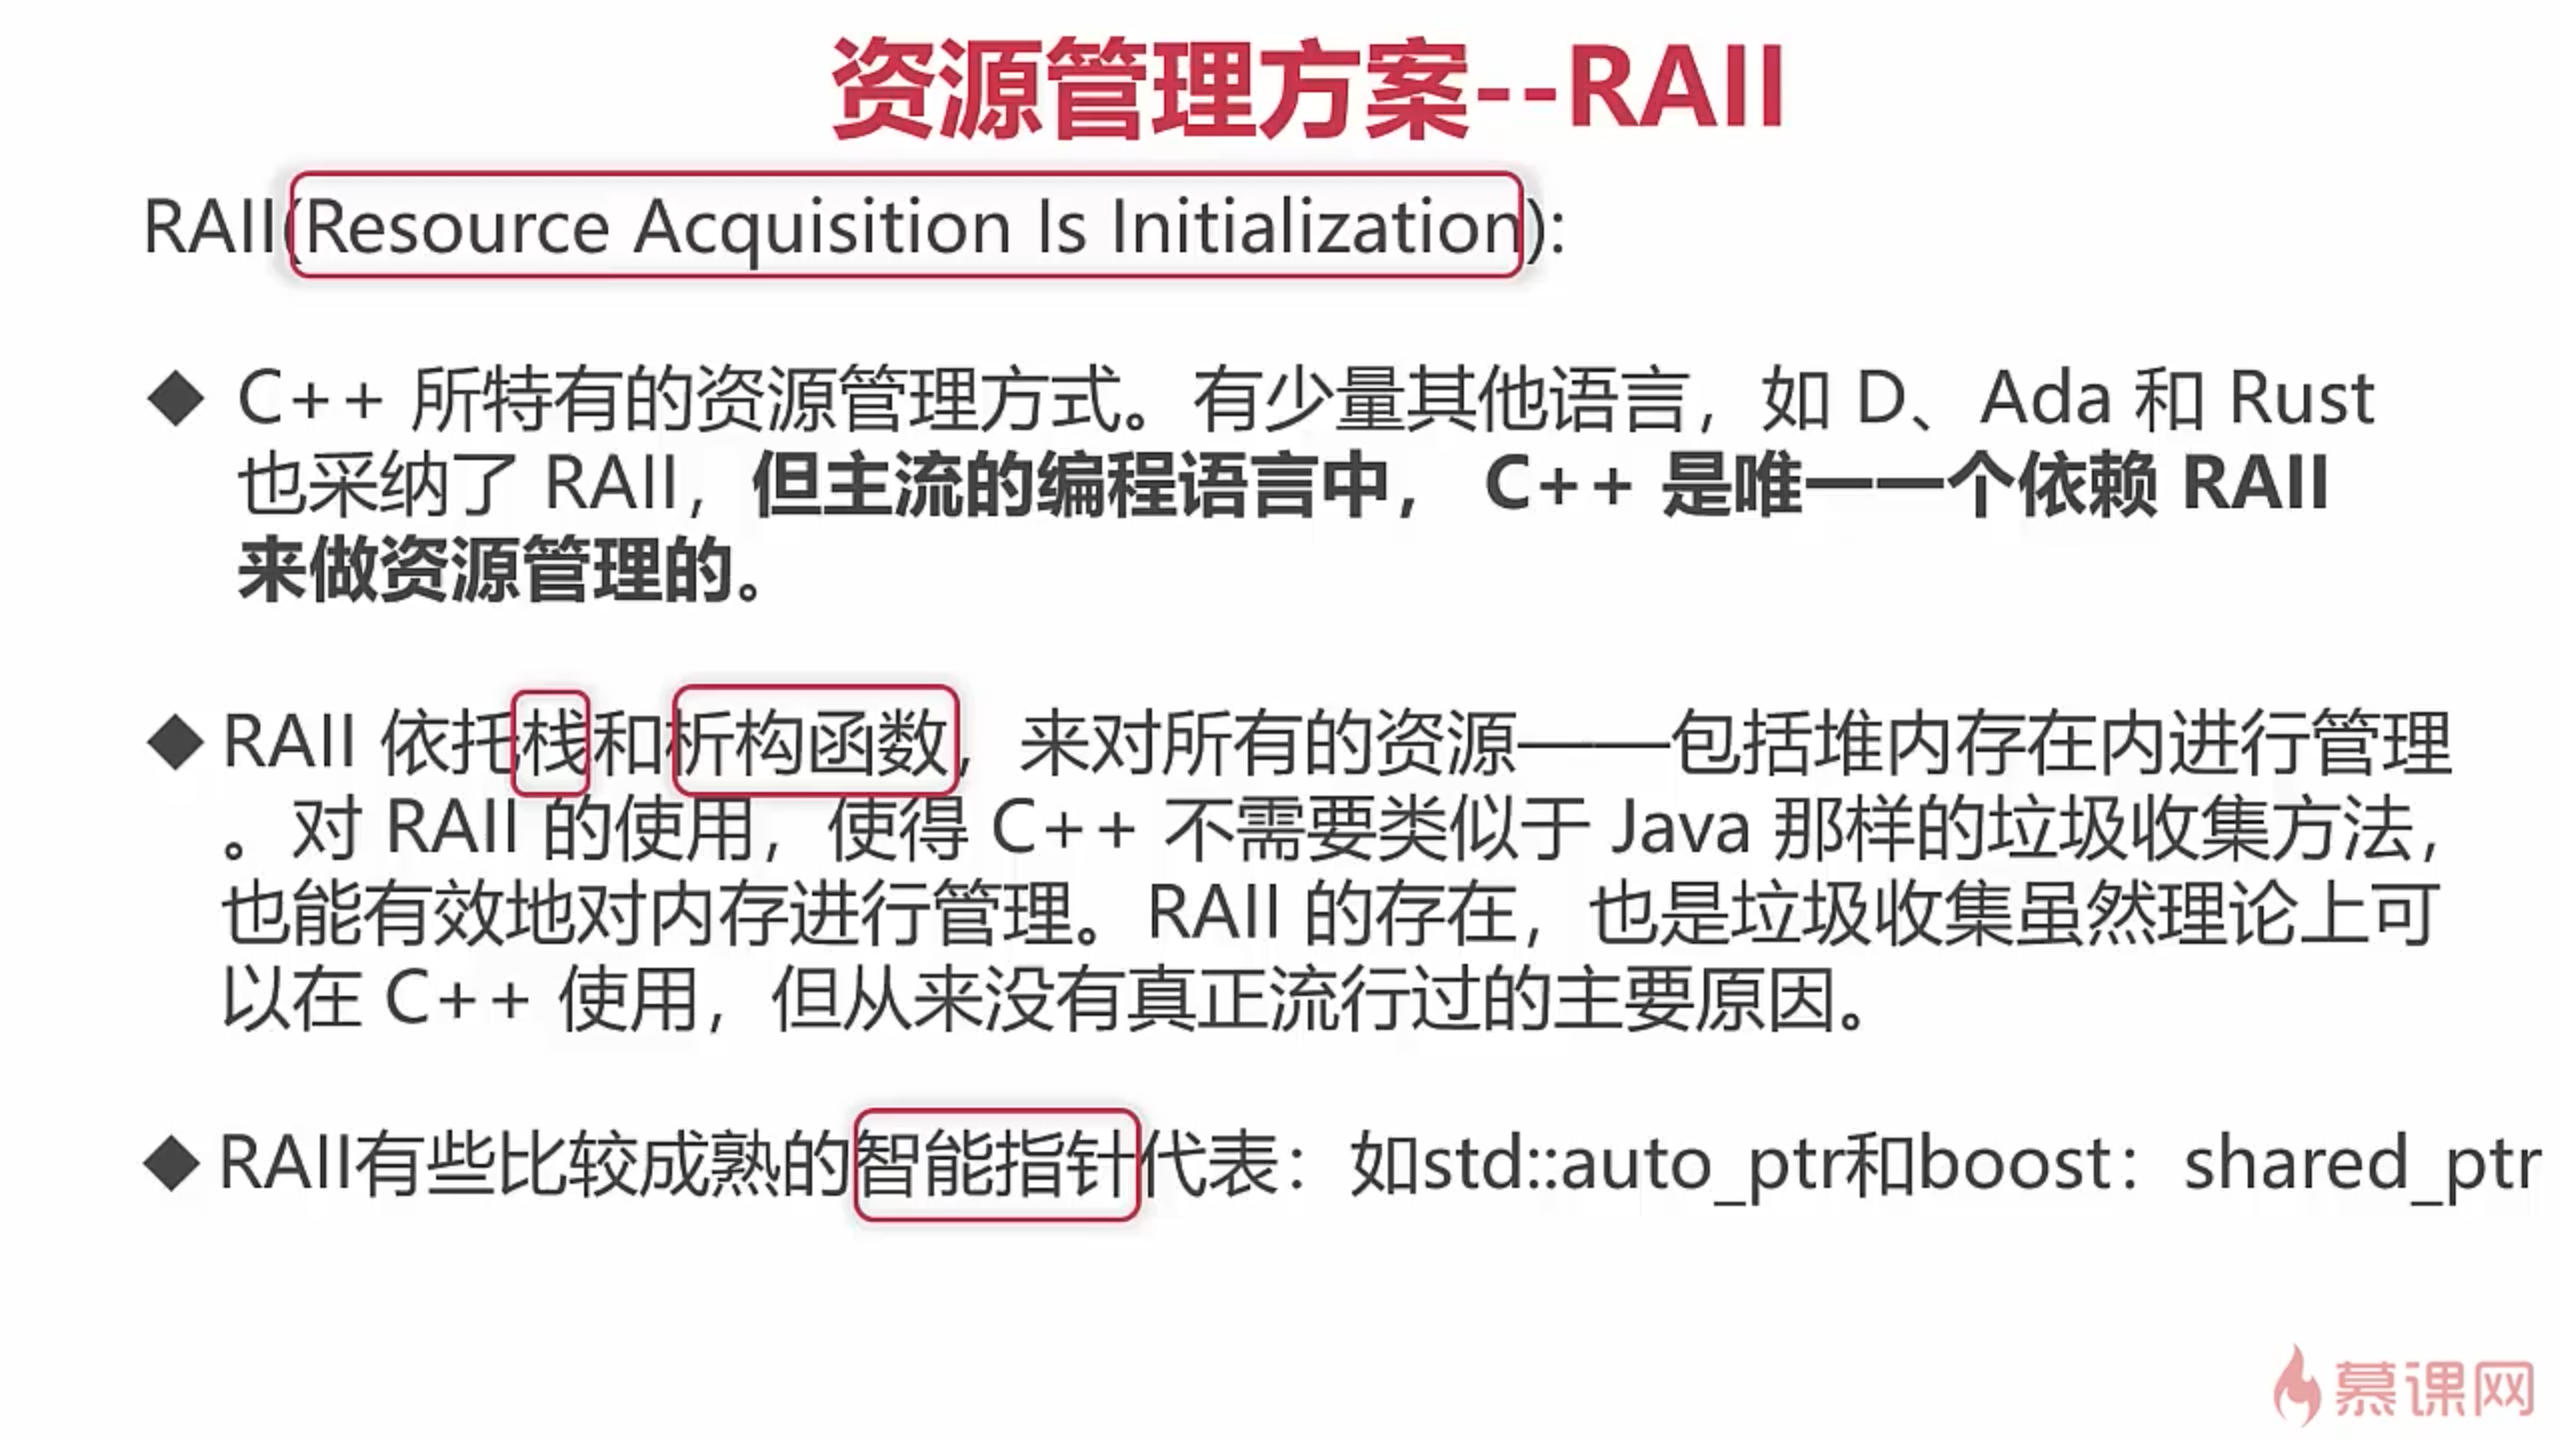 资源管理方案--RAII
RAII(Resource Acquisition Is Initialization):
◆ C++ 所特有的资源管理方式。有少量其他语言，如 D、Ada 和 Rust
也采纳了 RAII，但主流的编程语言中， C++ 是唯一一个依赖 RAII
来做资源管理的。
◆ RAII 依托栈和析构函数，来对所有的资源——包括堆内存在内进行管理
。对 RAII 的使用，使得 C++ 不需要类似于 Java 那样的垃圾收集方法，
也能有效地对内存进行管理。RAII 的存在，也是垃圾收集虽然理论上可
以在 C++ 使用，但从来没有真正流行过的主要原因。
◆ RAII有些比较成熟的智能指针代表：如std::auto_ptr和boost：shared_ptr
慕课网